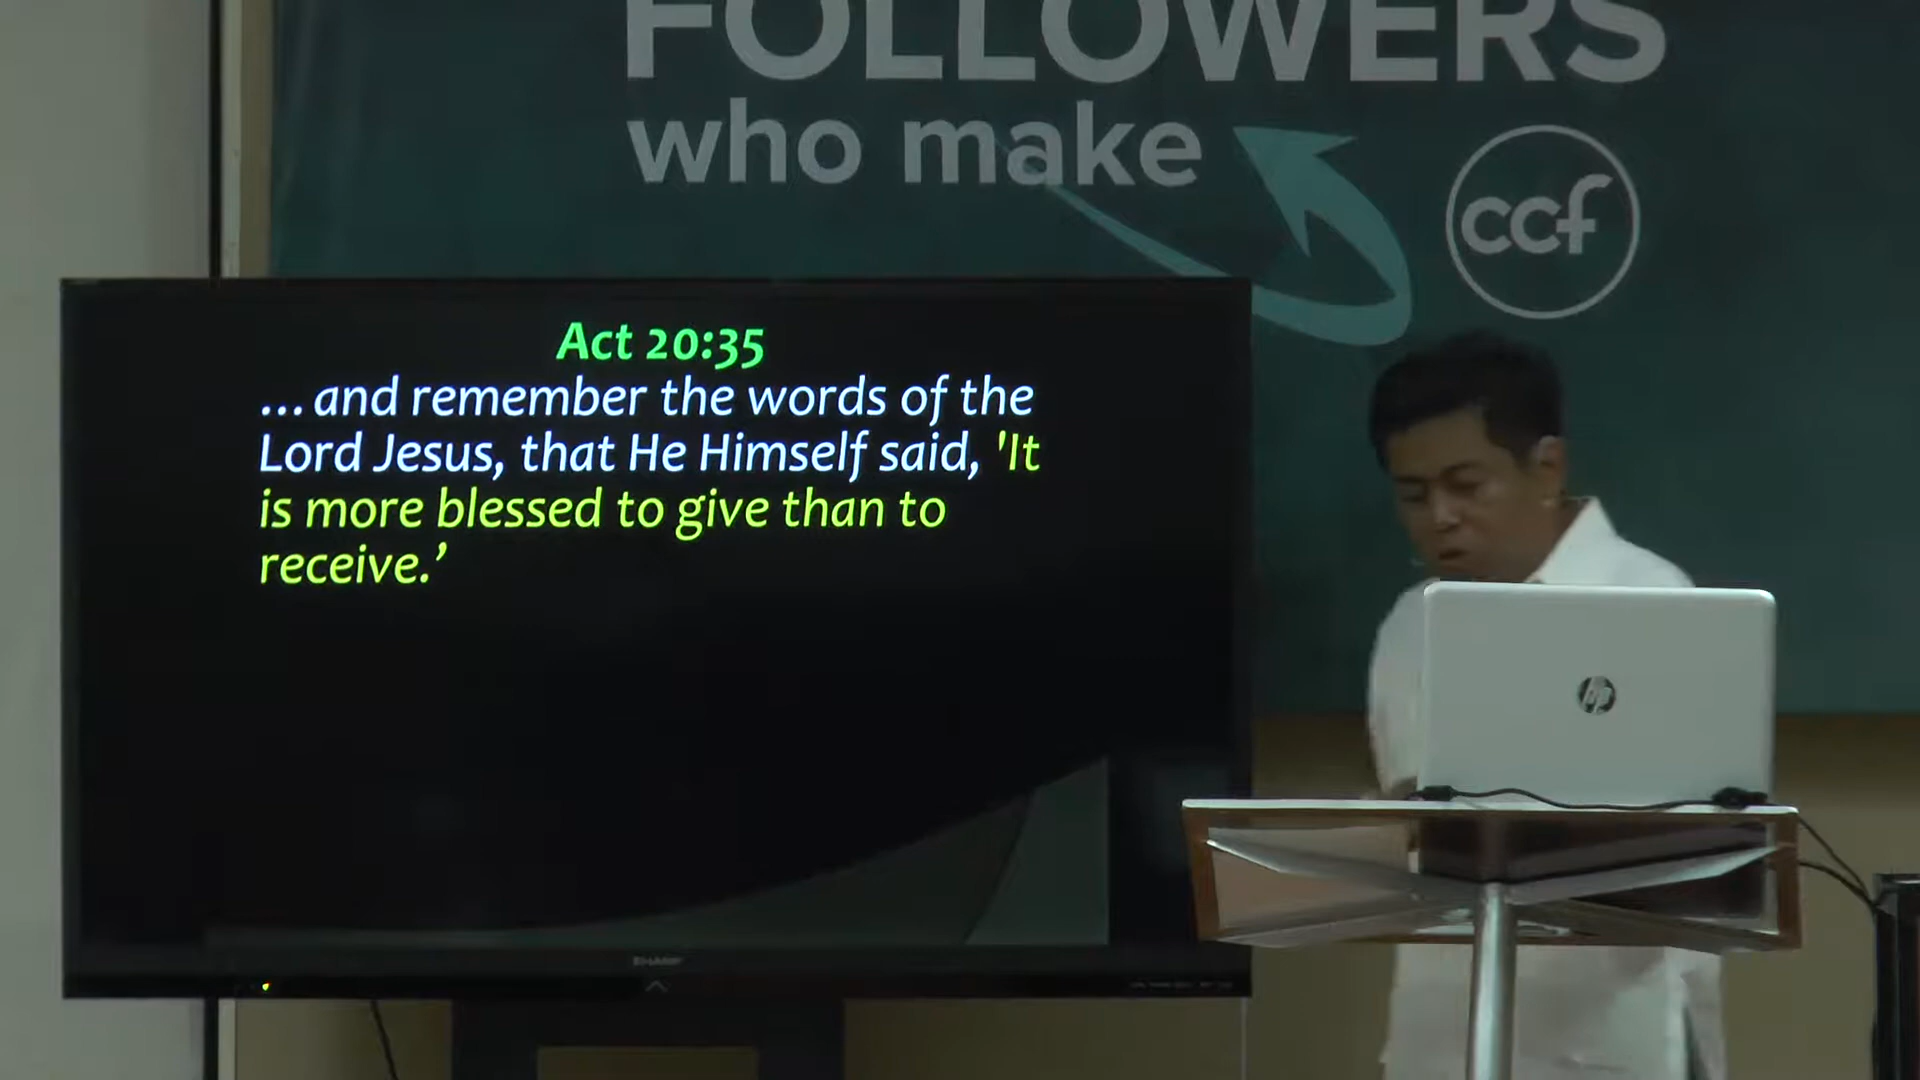 FOLLOWERS
who make
ccf
Act 20:35
...and remember the words of the
Lord Jesus, that He Himself said, 'It
is more blessed to give than to
receive.’
hp
SHARP